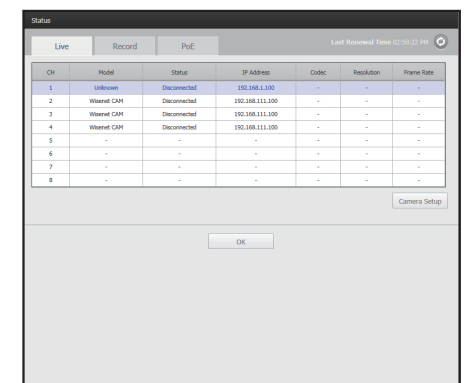 Status
Live Record PoE Last Renewal Time 02:50:22 PM
CH Model Status IP Address Codec Resolution Frame Rate
1 Unknown Disconnected 192.168.1.100 - - -
2 Wisenet CAM Disconnected 192.168.111.100 - - -
3 Wisenet CAM Disconnected 192.168.111.100 - - -
4 Wisenet CAM Disconnected 192.168.111.100 - - -
5 - - - - - -
6 - - - - - -
7 - - - - - -
8 - - - - - -
Camera Setup
OK